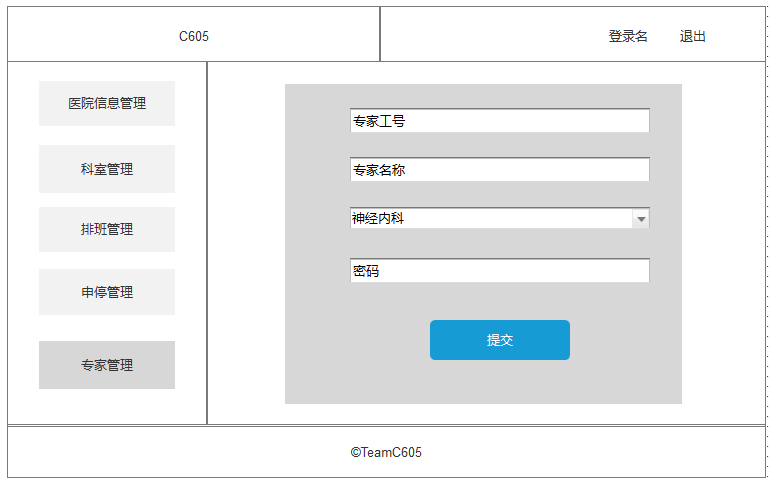 C605
登录名 退出
医院信息管理
科室管理
排班管理
申停管理
专家管理
专家工号
专家名称
神经内科
密码
提交
©TeamC605